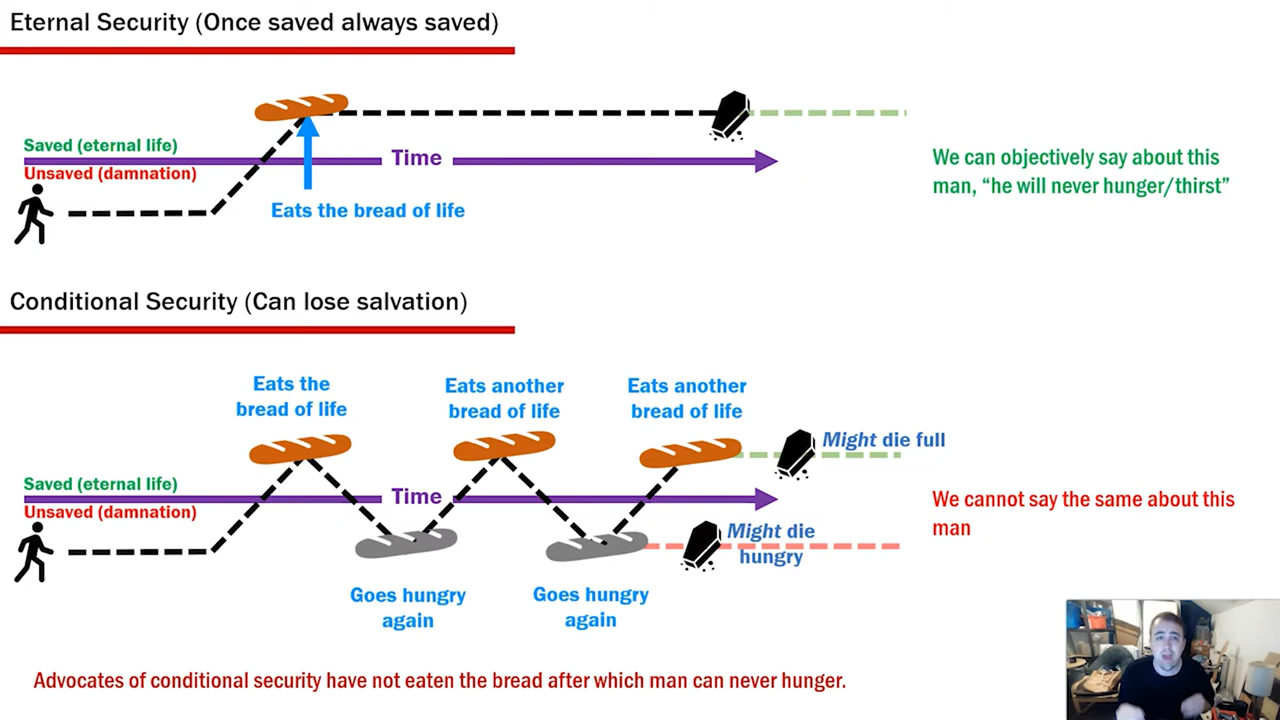 Eternal Security (Once saved always saved)
Saved (eternal life)
Time
Unsaved (damnation)
Eats the bread of life
We can objectively say about this
man, “he will never hunger/thirst”
Conditional Security (Can lose salvation)
Eats the
bread of life
Eats another
bread of life
Eats another
bread of life
Might die full
Saved (eternal life)
Time
Unsaved (damnation)
We cannot say the same about this
man
Might die
hungry
Goes hungry
again
Goes hungry
again
Advocates of conditional security have not eaten the bread after which man can never hunger.